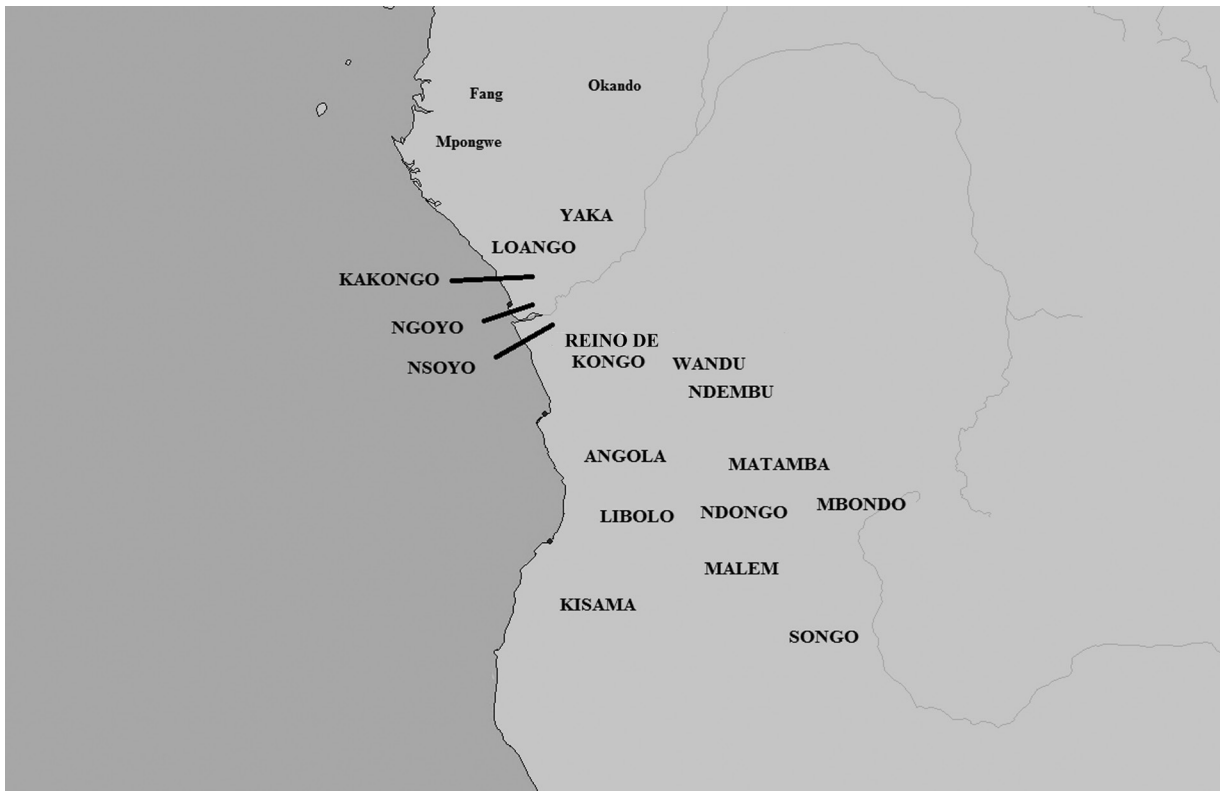 Fang
Okando
Mpongwe
YAKA
LOANGO
KAKONGO
NGOYO
NSOYO
REINO DE
KONGO
WANDU
NDEMBU
ANGOLA
MATAMBA
LIBOLO
NDONGO
MBONDO
MALEM
KISAMA
SONGO